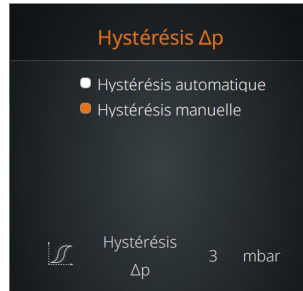 Hystérésis Δp
Hystérésis automatique
Hystérésis manuelle
Hystérésis
Δp
3 mbar